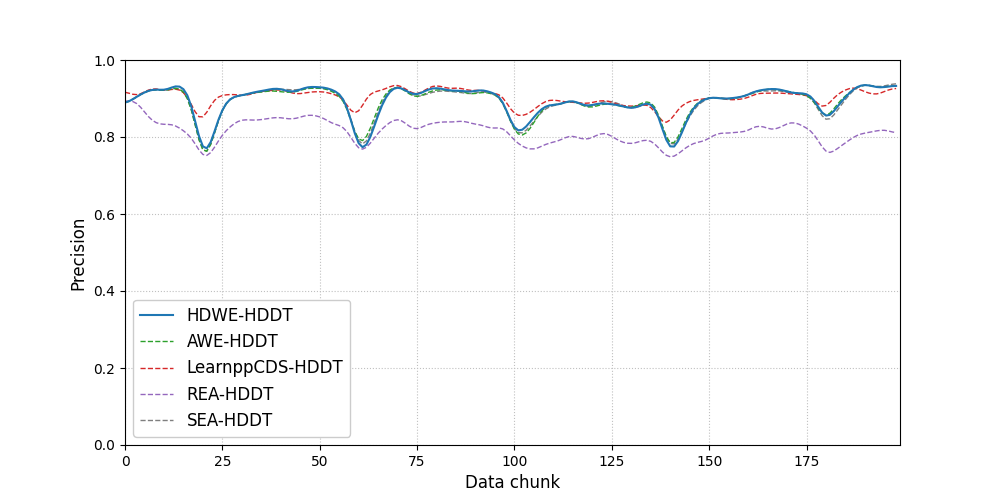 1.0
0.8
0.6
0.4
0.2
0.0
Precision
HDWE-HDDT
AWE-HDDT
LearnppCDS-HDDT
REA-HDDT
SEA-HDDT
0 25 50 75 100 125 150 175
Data chunk